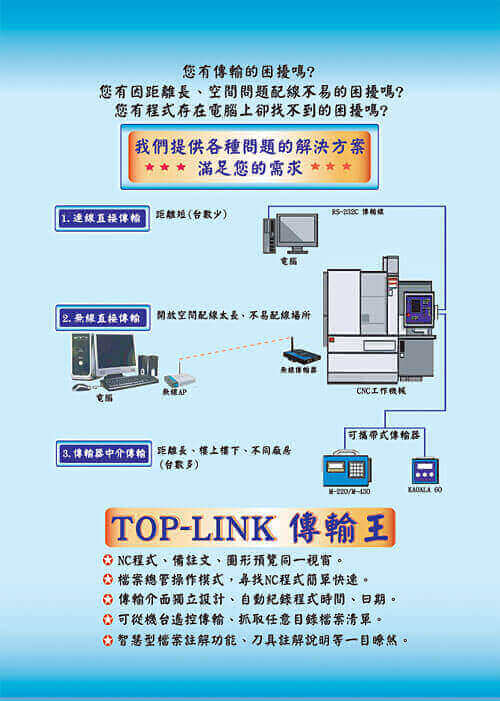 您有傳輸的困擾嗎?
您有因距離長、空間問題配線不易的困擾嗎?
您有程式存在電腦上卻找不到的困擾嗎?
我們提供各種問題的解決方案
滿足您的需求
1.連線直接傳輸
距離短(台數少)
RS-232C 傳輸線
電腦
2.無線直接傳輸
開放空間配線太長、不易配線場所
電腦
無線AP
無線傳輸器
CNC工作機械
3.傳輸器中介傳輸
距離長、樓上樓下、不同廠房
(台數多)
可攜帶式傳輸器
M-220/M-430
KAOALA 60
TOP-LINK 傳輸王
NC程式、備註文、圖形預覽同一視窗。
檔案總管操作模式,尋找NC程式簡單快速。
傳輸介面獨立設計、自動紀錄程式時間、日期。
可從機台遙控傳輸、抓取任意目錄檔案清單。
智慧型檔案註解功能、刀具註解說明等一目瞭然。